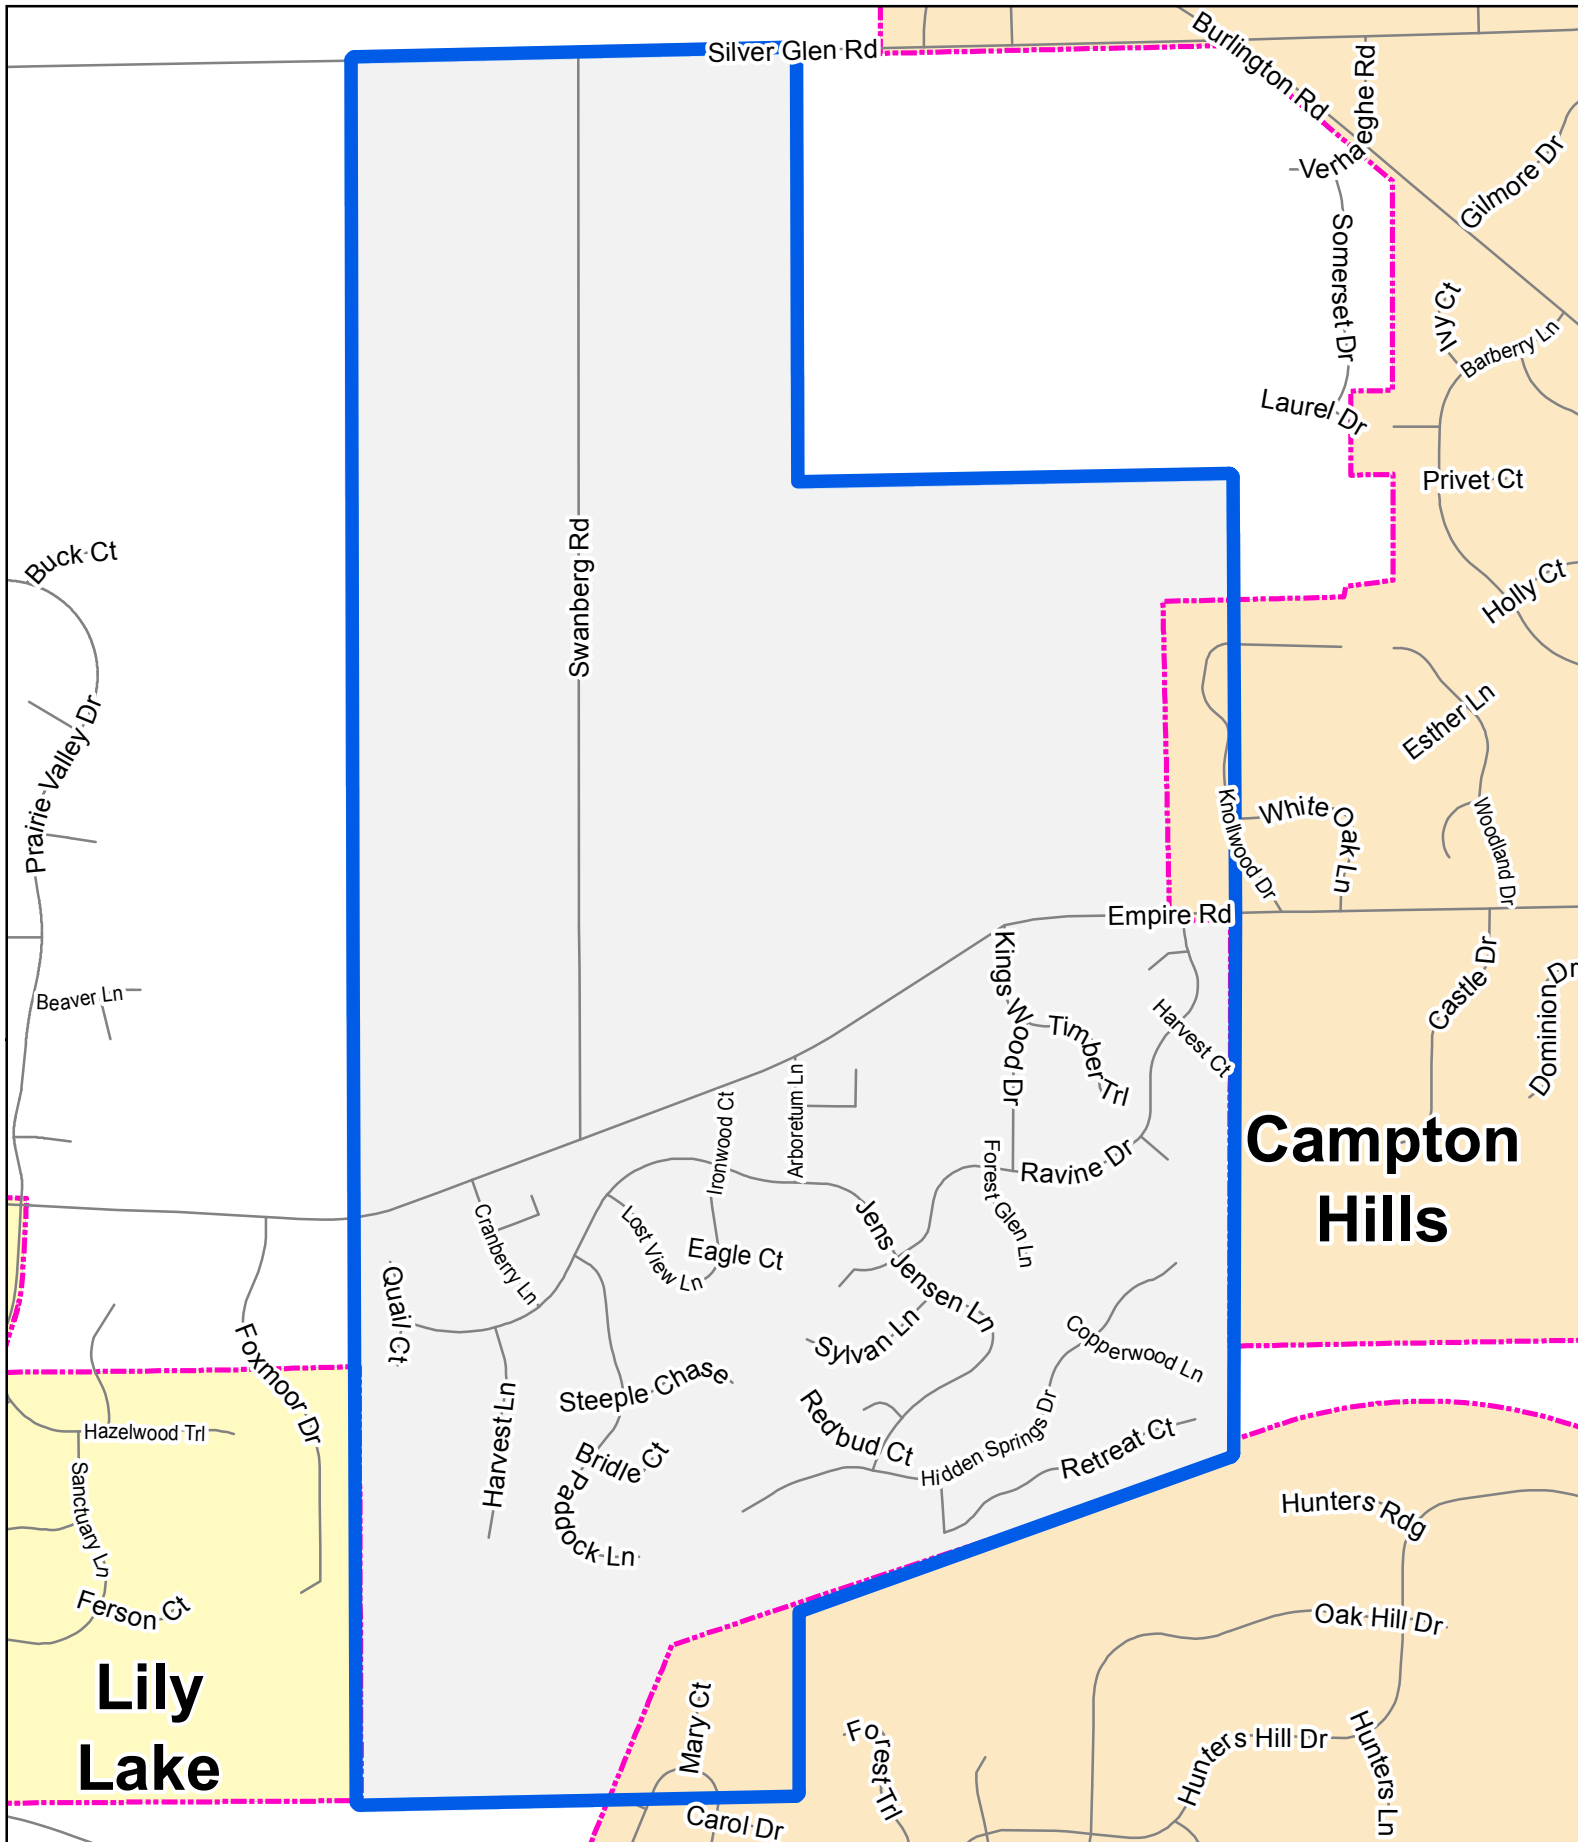 Silver Glen Rd
Burlington Rd
Verhaeghe Rd
Gilmore Dr
Somerset Dr
Ivy Ct
Barberry Ln
Laurel Dr
Privet Ct
Swanberg Rd
Buck Ct
Holly Ct
Prairie Valley Dr
Esther Ln
Knollwood Dr
White Oak Ln
Woodland Dr
Empire Rd
Kings Wood Dr
Castle Dr
Dominion Dr
Beaver Ln
Timber Trl
Harvest Ct
Ironwood Ct
Arboretum Ln
Campton
Hills
Forest Glen Ln
Ravine Dr
Cranberry Ln
Lost View Ln
Eagle Ct
Jens Jensen Ln
Quail Ct
Foxmoor Dr
Sylvan Ln
Copperwood Ln
Steeple Chase
Harvest Ln
Redbud Ct
Hidden Springs Dr
Retreat Ct
Hazelwood Trl
Bridle Ct
Sanctuary Ln
Paddock Ln
Hunters Rdg
Ferson Ct
Oak Hill Dr
Lily
Lake
Mary Ct
Forest Trl
Hunters Hill Dr
Hunters Ln
Carol Dr